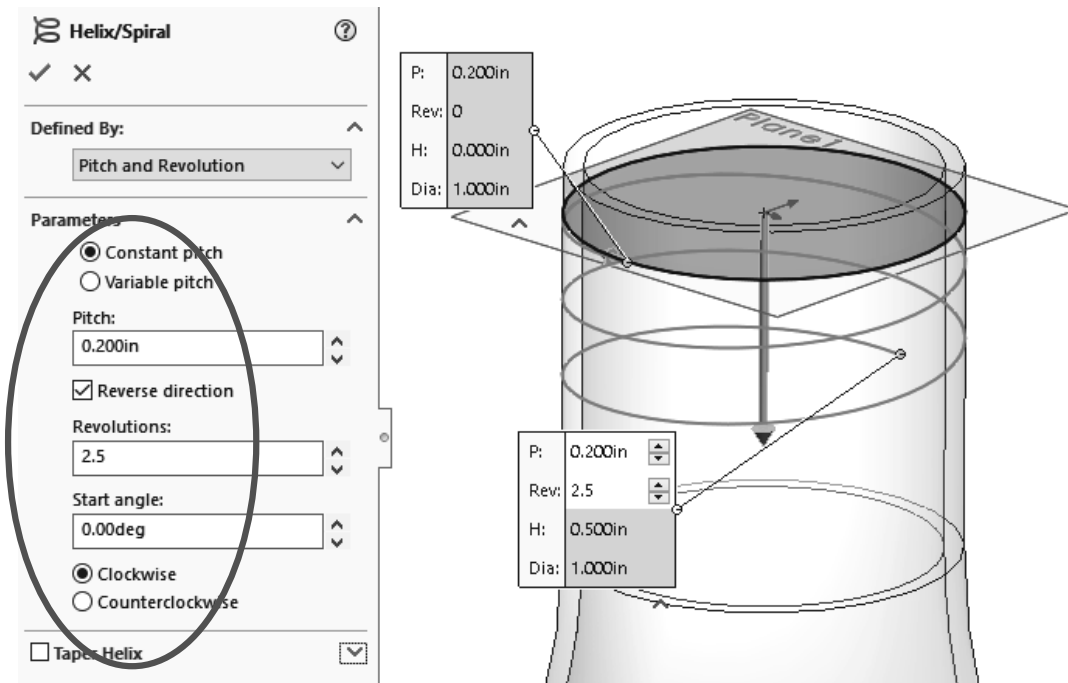 Helix/Spiral
Defined By:
Pitch and Revolution
Parameters
Constant pitch
Variable pitch
Pitch:
0.200in
Reverse direction
Revolutions:
2.5
Start angle:
0.00deg
Clockwise
Counterclockwise
Taper Helix
P: 0.200in
Rev: 0
H: 0.000in
Dia: 1.000in
Plane1
P: 0.200in
Rev: 2.5
H: 0.500in
Dia: 1.000in